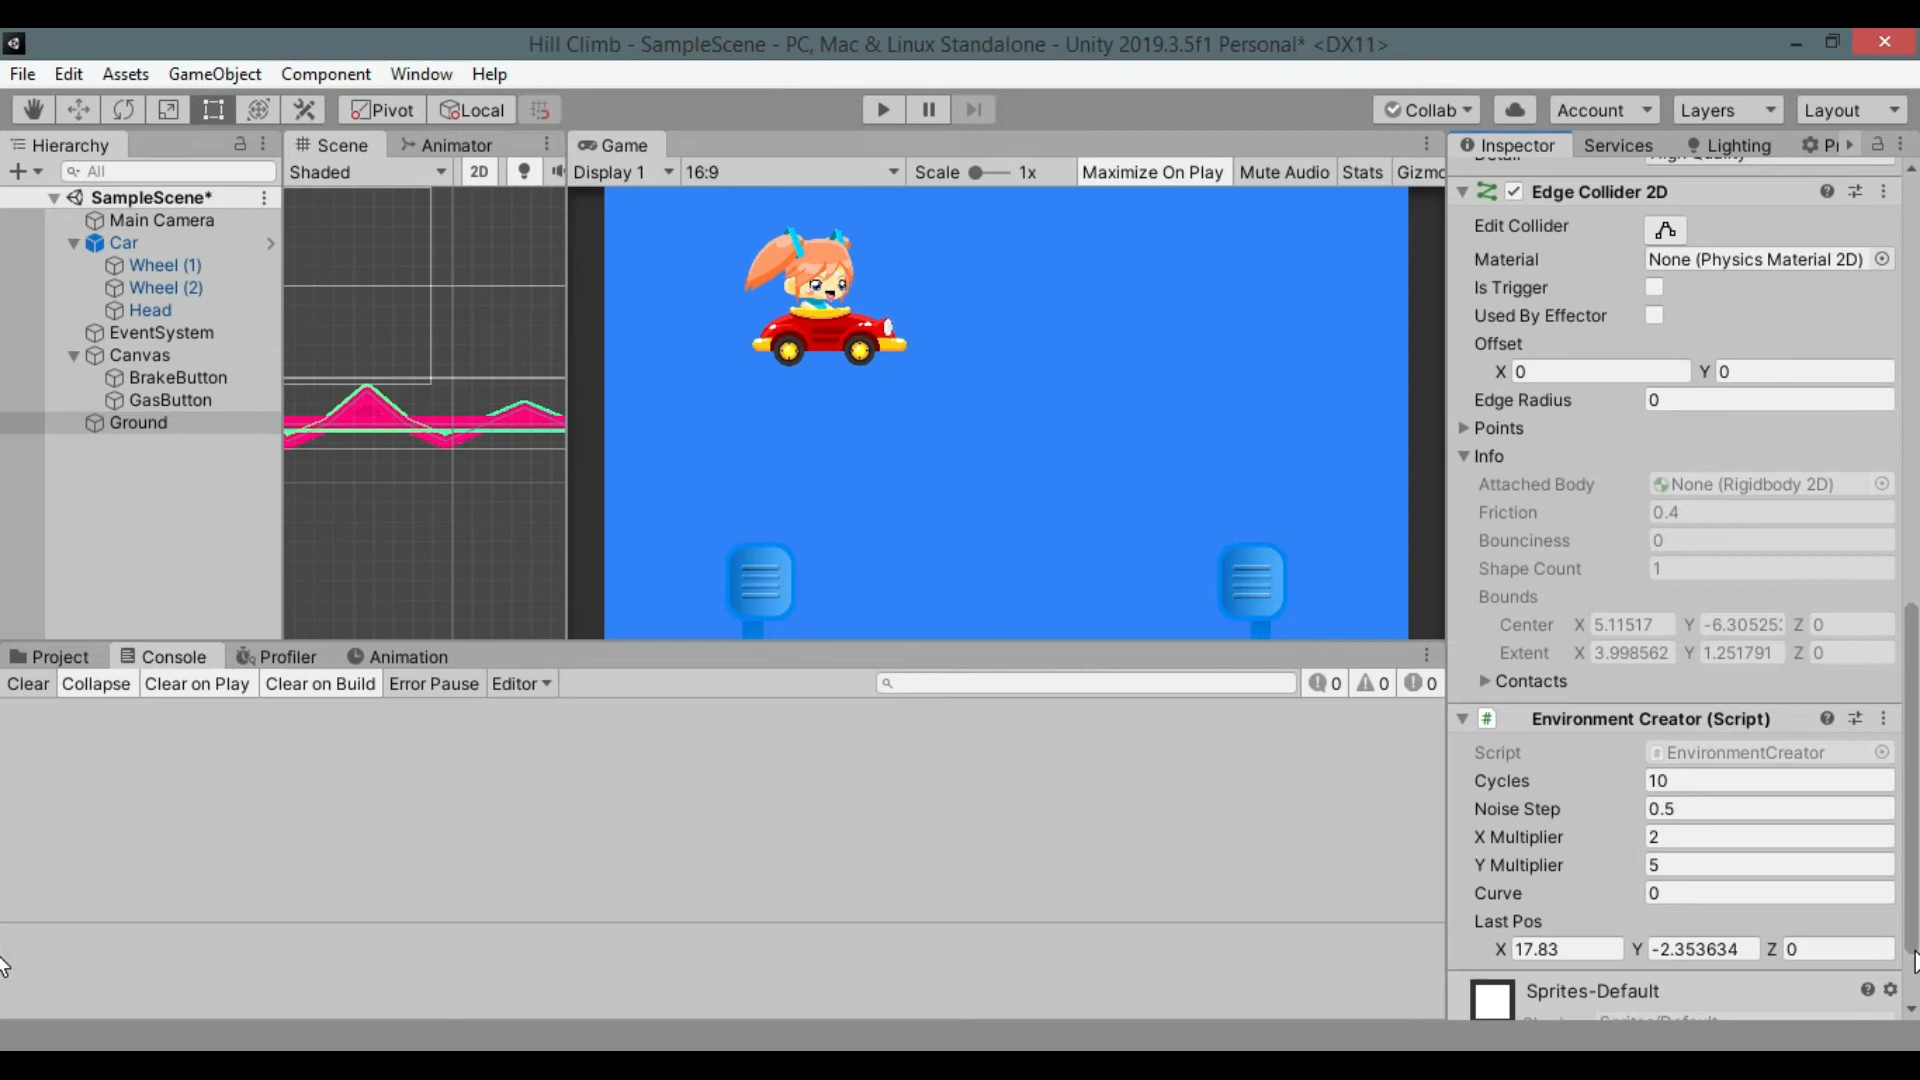 Hill Climb - SampleScene - PC, Mac & Linux Standalone - Unity 2019.3.5f1 Personal* <DX11>
File Edit Assets GameObject Component Window Help
Pivot Local Collab Account Layers Layout
Hierarchy Scene Animator Game Inspector Services Lighting
All Shaded 2D Display 1 16:9 Scale 1x Maximize On Play Mute Audio Stats Gizmo
SampleScene*
Main Camera
Car
Wheel (1)
Wheel (2)
Head
EventSystem
Canvas
BrakeButton
GasButton
Ground
Edge Collider 2D
Edit Collider
Material None (Physics Material 2D)
Is Trigger
Used By Effector
Offset
X 0 Y 0
Edge Radius 0
Points
Info
Attached Body None (Rigidbody 2D)
Friction 0.4
Bounciness 0
Shape Count 1
Bounds
Center X 5.11517 Y -6.30525 Z 0
Extent X 3.998562 Y 1.251791 Z 0
Contacts
Environment Creator (Script)
Script # EnvironmentCreator
Cycles 10
Noise Step 0.5
X Multiplier 2
Y Multiplier 5
Curve 0
Last Pos
X 17.83 Y -2.353634 Z 0
Sprites-Default
Project Console Profiler Animation
Clear Collapse Clear on Play Clear on Build Error Pause Editor 0 0 0